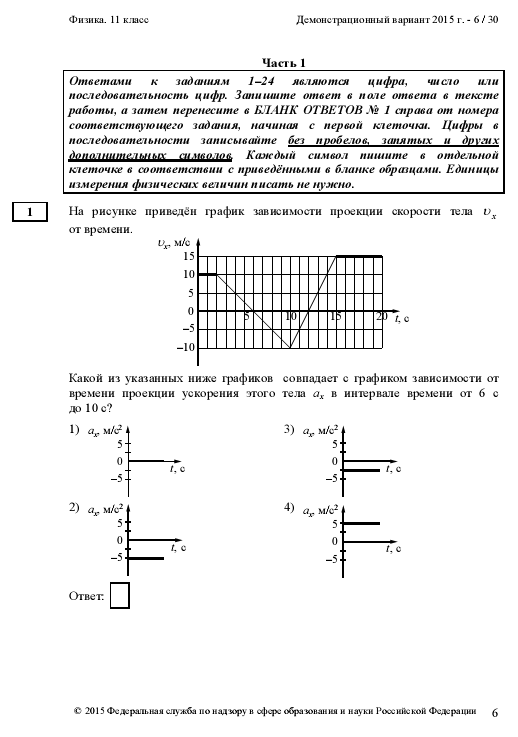 Физика. 11 класс Демонстрационный вариант 2015 г. - 6 / 30
Часть 1
Ответами к заданиям 1–24 являются цифра, число или
последовательность цифр. Запишите ответ в поле ответа в тексте
работы, а затем перенесите в БЛАНК ОТВЕТОВ № 1 справа от номера
соответствующего задания, начиная с первой клеточки. Цифры в
последовательности записывайте без пробелов, запятых и других
дополнительных символов. Каждый символ пишите в отдельной
клеточке в соответствии с приведёнными в бланке образцами. Единицы
измерения физических величин писать не нужно.
1 На рисунке приведён график зависимости проекции скорости тела υx
от времени.
υx, м/с
15
10
5
0 5 10 15 20 t, с
–5
–10
Какой из указанных ниже графиков совпадает с графиком зависимости от
времени проекции ускорения этого тела ax в интервале времени от 6 с
до 10 с?
1) ax, м/с² 3) ax, м/с²
5 5
0 0
t, с t, с
–5 –5
2) ax, м/с² 4) ax, м/с²
5 5
0 0
t, с t, с
–5 –5
Ответ:
© 2015 Федеральная служба по надзору в сфере образования и науки Российской Федерации 6